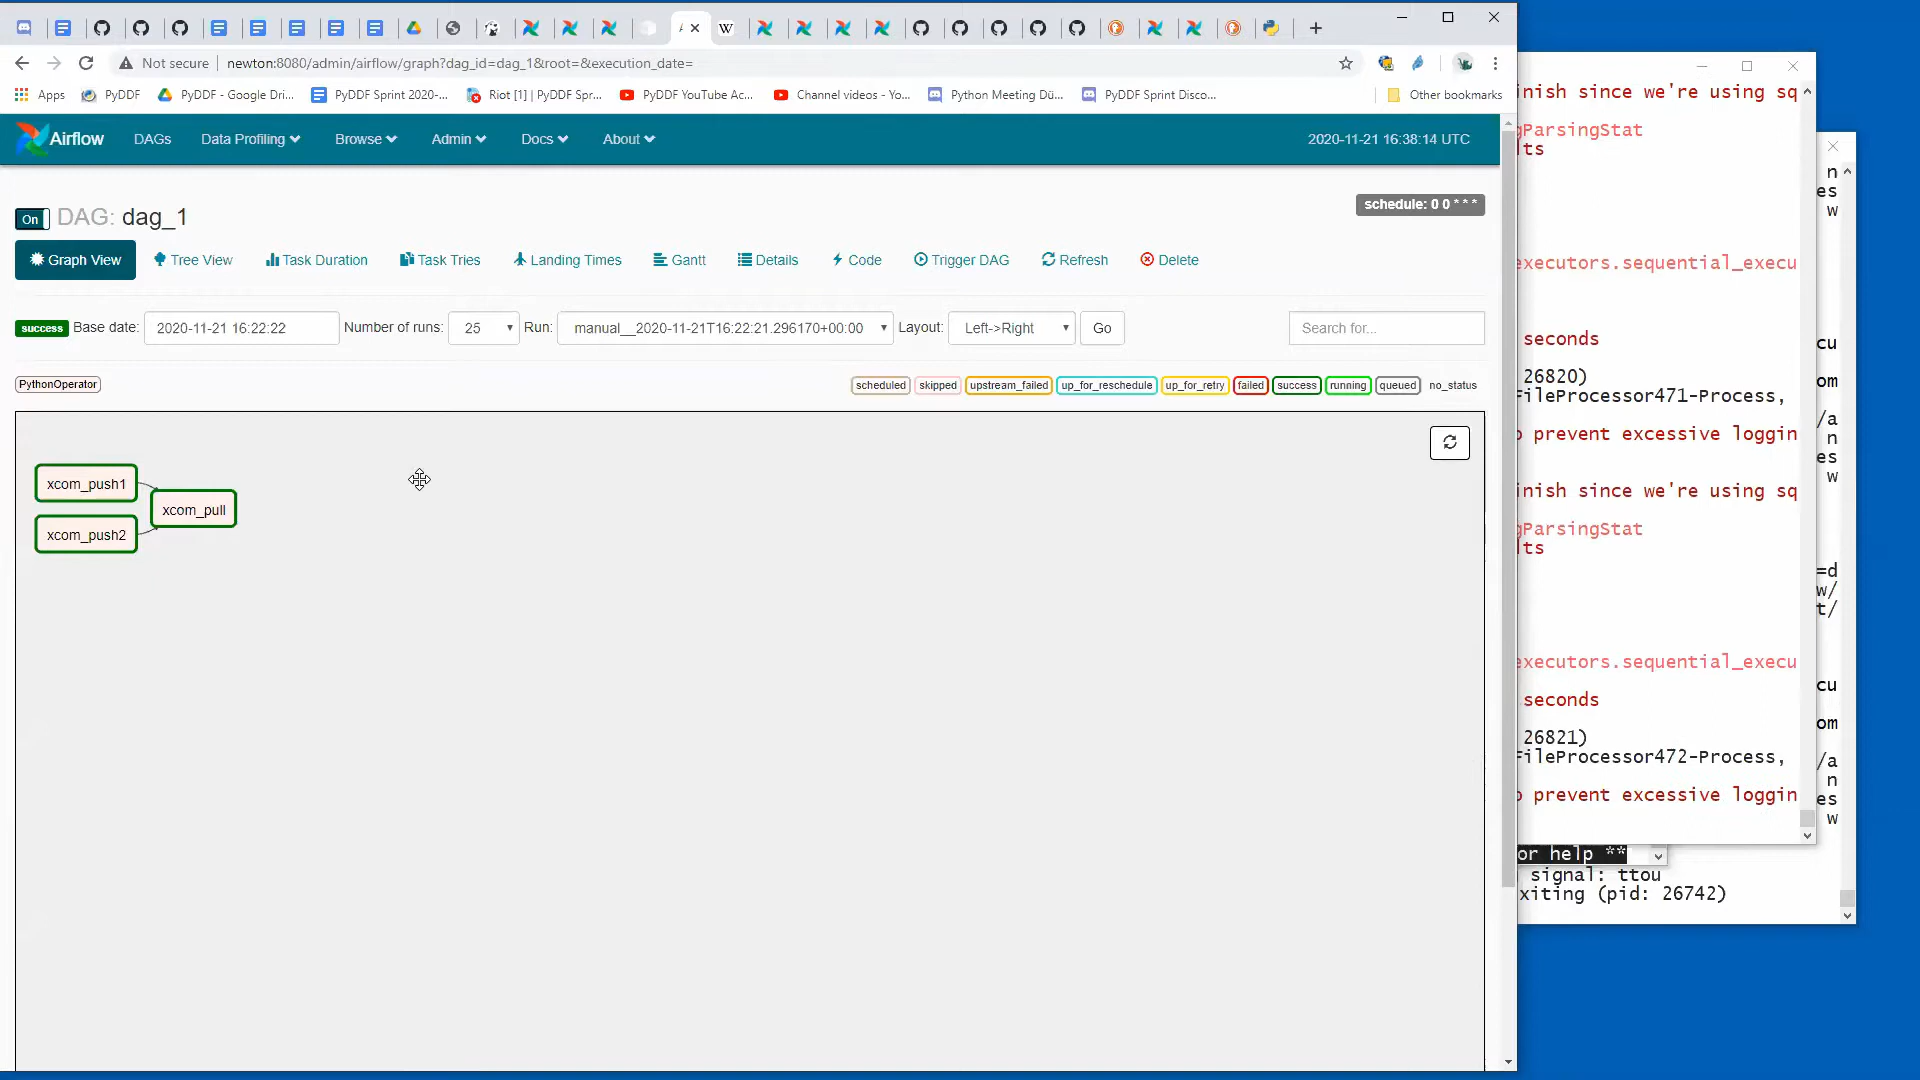 A
W
Not secure
newton:8080/admin/airflow/graph?dag_id=dag_1&root=&execution_date=
Apps
PyDDF
PyDDF - Google Dri...
PyDDF Sprint 2020-...
Riot [1] | PyDDF Spr...
PyDDF YouTube Ac...
Channel videos - Yo...
Python Meeting Dü...
PyDDF Sprint Disco...
Other bookmarks
Airflow
DAGs
Data Profiling
Browse
Admin
Docs
About
2020-11-21 16:38:14 UTC
On
DAG: dag_1
schedule: 0 0 * * *
Graph View
Tree View
Task Duration
Task Tries
Landing Times
Gantt
Details
Code
Trigger DAG
Refresh
Delete
success
Base date:
2020-11-21 16:22:22
Number of runs:
25
Run:
manual__2020-11-21T16:22:21.296170+00:00
Layout:
Left->Right
Go
Search for...
PythonOperator
scheduled
skipped
upstream_failed
up_for_reschedule
up_for_retry
failed
success
running
queued
no_status
xcom_push1
xcom_pull
xcom_push2
inish since we're using sq
gParsingStat
lts
executors.sequential_execu
seconds
26820)
FileProcessor471-Process,
o prevent excessive loggin
inish since we're using sq
gParsingStat
lts
executors.sequential_execu
seconds
26821)
FileProcessor472-Process,
o prevent excessive loggin
or help **
signal: ttou
xiting (pid: 26742)
n
es
w
cu
om
/a
n
es
w
=d
w/
t/
cu
om
/a
n
es
w